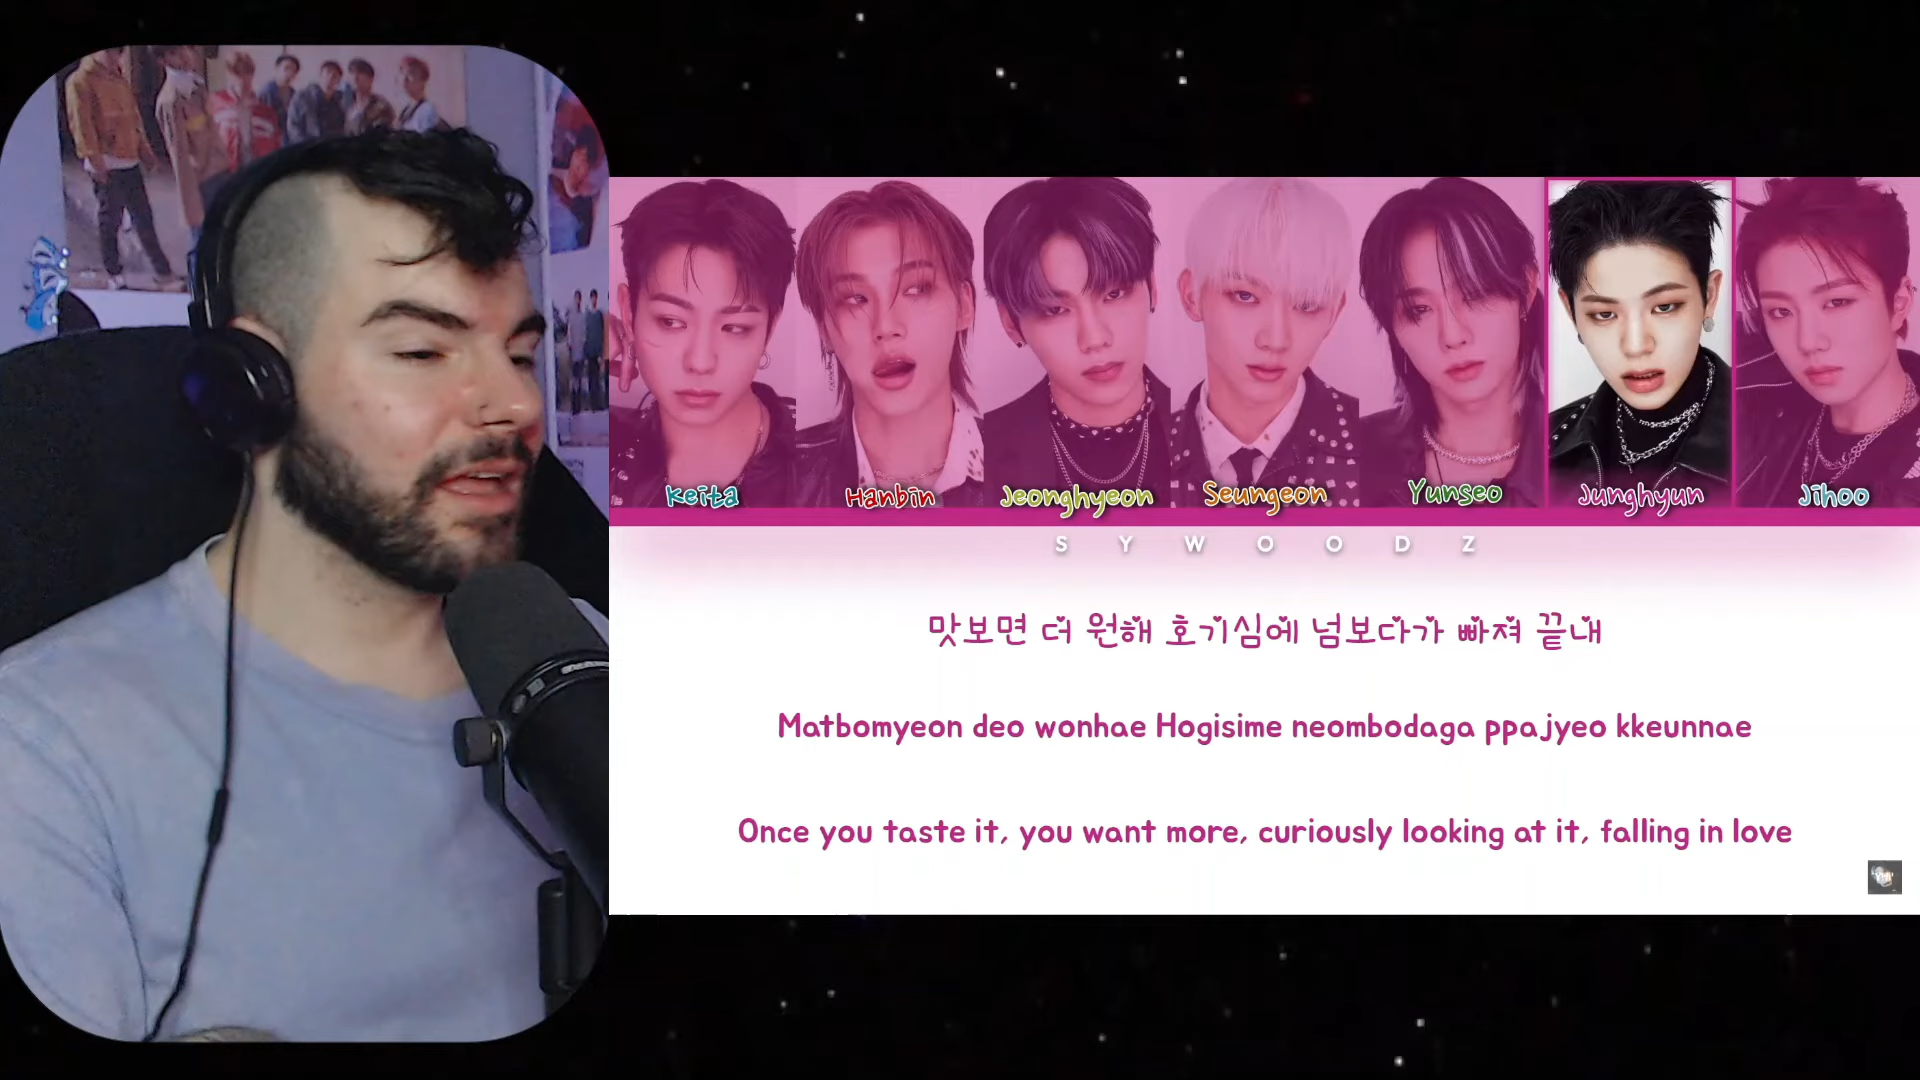 Keita Hanbin Jeonghyeon Seungeon Yunseo Junghyun Jihoo
S Y W O O D Z
맛보면 더 원해 호기심에 넘보다가 빠져 끝내
Matbomyeon deo wonhae Hogisime neombodaga ppajyeo kkeunnae
Once you taste it, you want more, curiously looking at it, falling in love